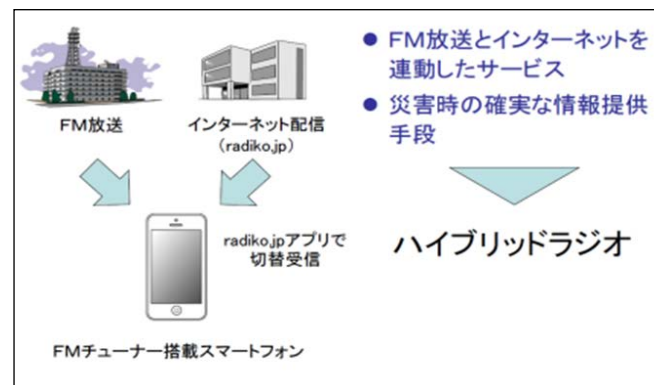 FM放送
インターネット配信
（radiko.jp）
radiko.jpアプリで
切替受信
FMチューナー搭載スマートフォン
● FM放送とインターネットを
連動したサービス
● 災害時の確実な情報提供
手段
ハイブリッドラジオ